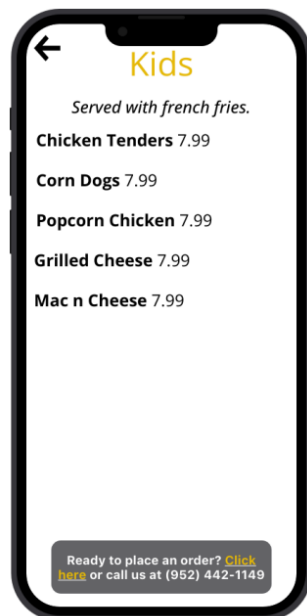 Kids
Served with french fries.
Chicken Tenders 7.99
Corn Dogs 7.99
Popcorn Chicken 7.99
Grilled Cheese 7.99
Mac n Cheese 7.99
Ready to place an order? Click
here or call us at (952) 442-1149